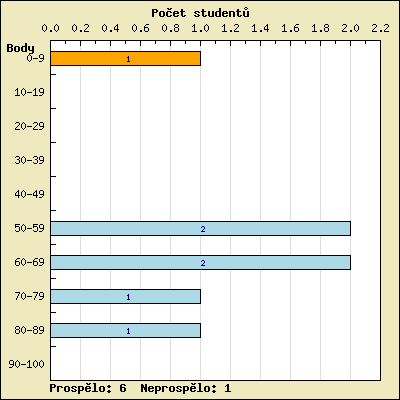 Počet studentů
0.0 0.2 0.4 0.6 0.8 1.0 1.2 1.4 1.6 1.8 2.0 2.2
Body
0-9 1
10-19
20-29
30-39
40-49
50-59 2
60-69 2
70-79 1
80-89 1
90-100
Prospělo: 6 Neprospělo: 1